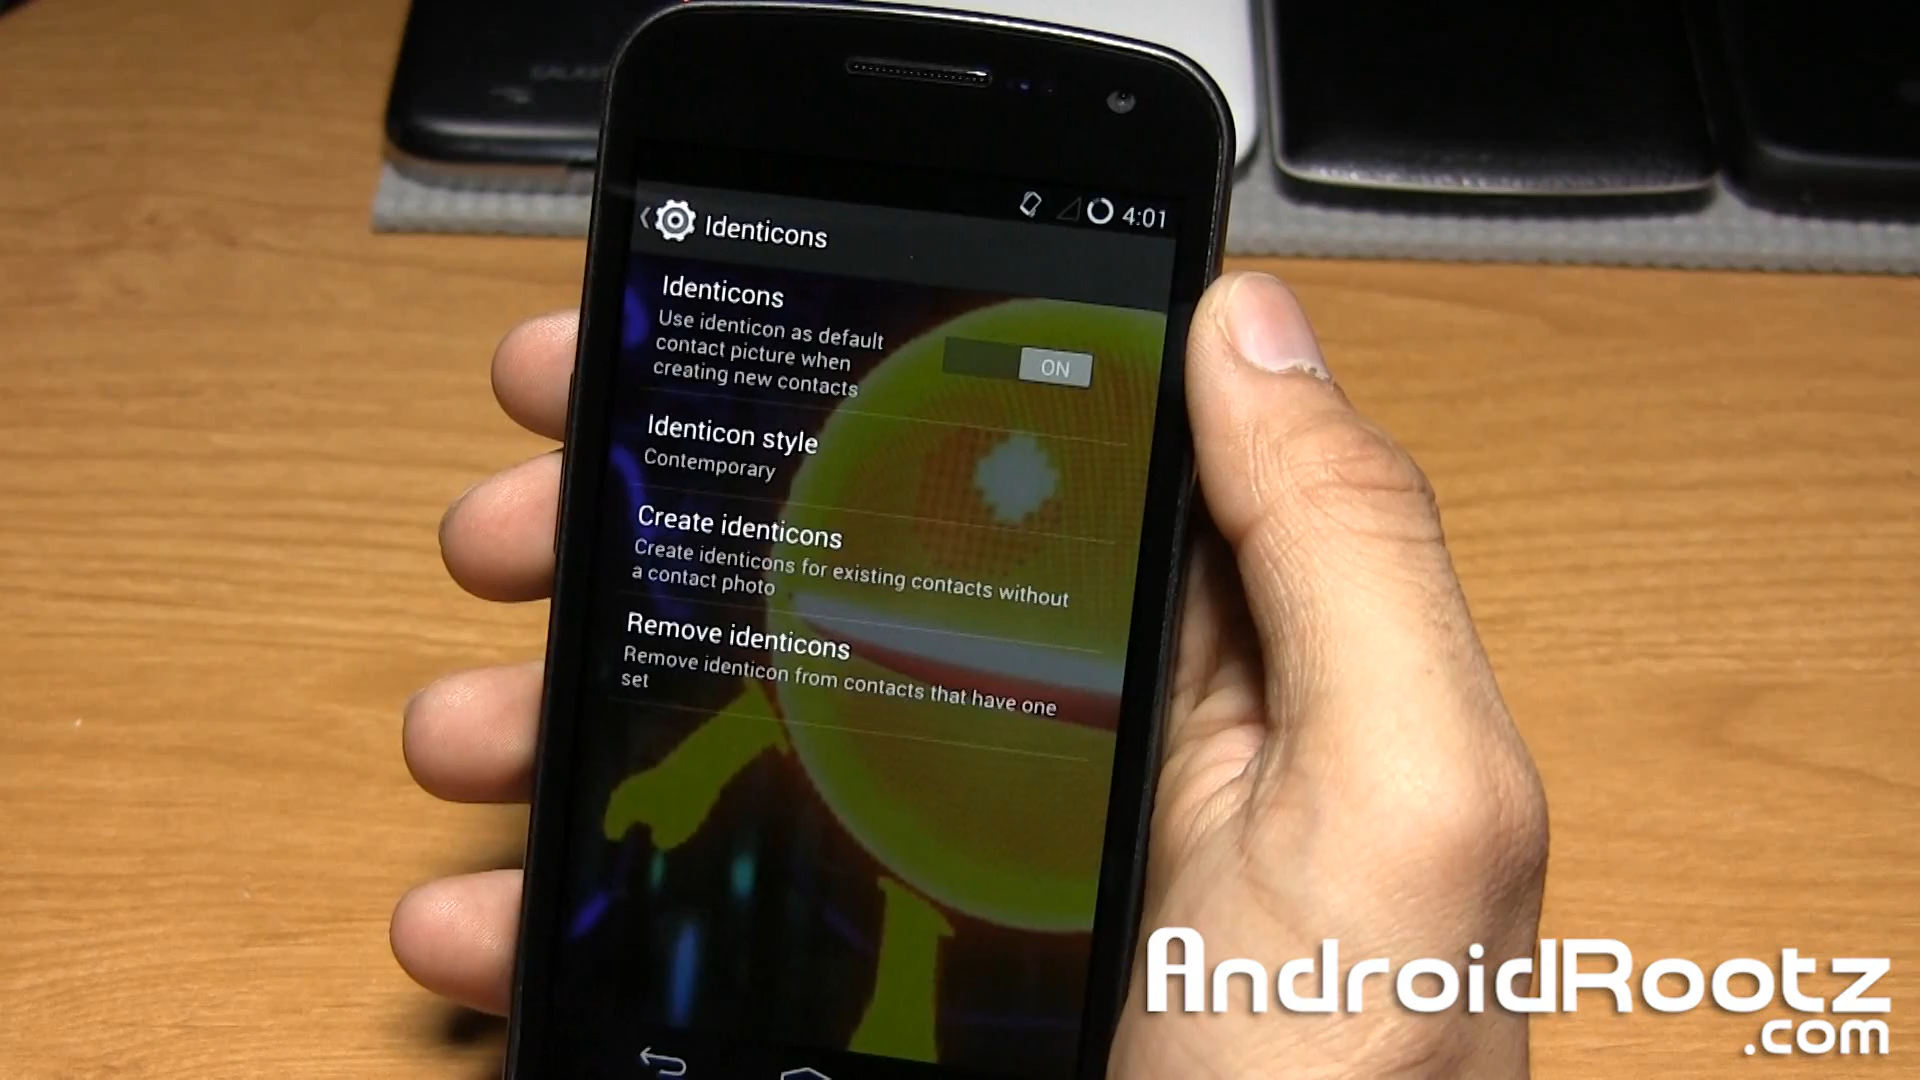 4:01
Identicons
Identicons
Use identicon as default
contact picture when
creating new contacts
ON
Identicon style
Contemporary
Create identicons
Create identicons for existing contacts without
a contact photo
Remove identicons
Remove identicon from contacts that have one
set
AndroidRootz
.com